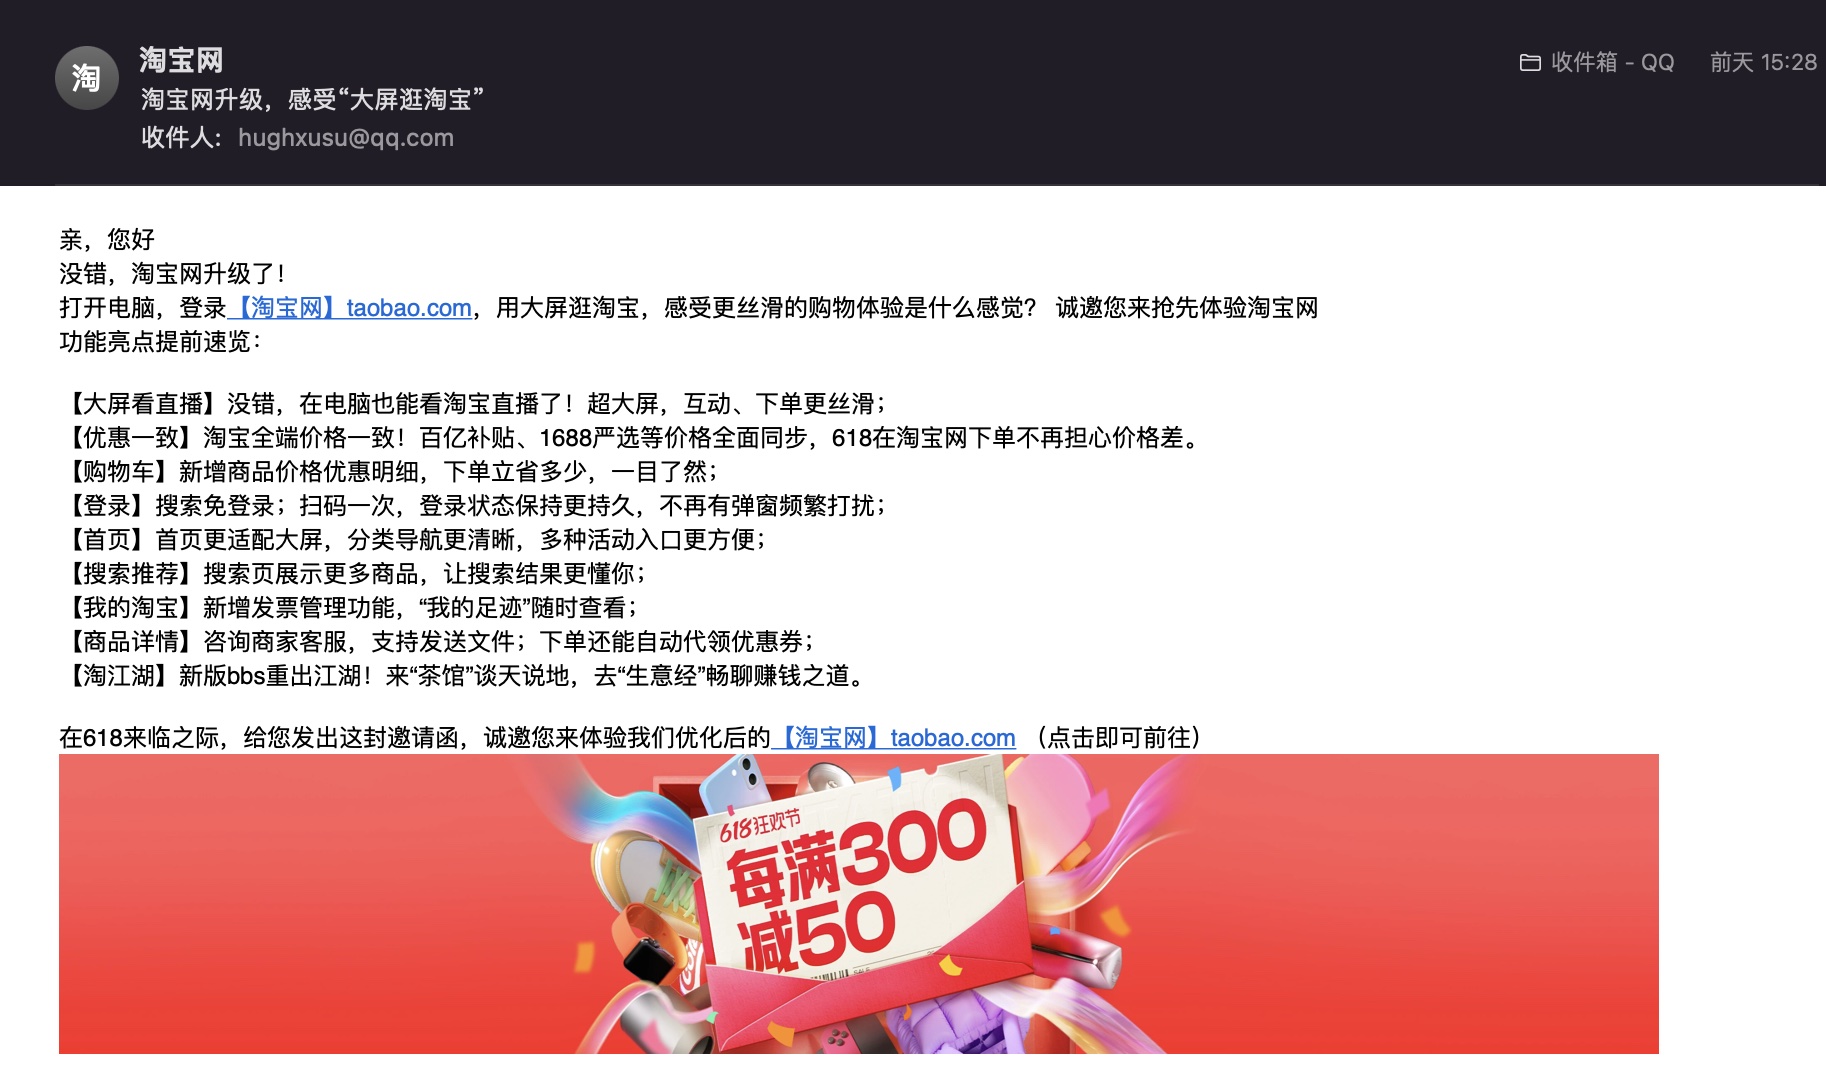 淘
淘宝网
收件箱 - QQ
前天 15:28
淘宝网升级，感受“大屏逛淘宝”
收件人： hughxusu@qq.com
亲，您好
没错，淘宝网升级了！
打开电脑，登录【淘宝网】taobao.com，用大屏逛淘宝，感受更丝滑的购物体验是什么感觉？ 诚邀您来抢先体验淘宝网
功能亮点提前速览：
【大屏看直播】没错，在电脑也能看淘宝直播了！超大屏，互动、下单更丝滑；
【优惠一致】淘宝全端价格一致！百亿补贴、1688严选等价格全面同步，618在淘宝网下单不再担心价格差。
【购物车】新增商品价格优惠明细，下单立省多少，一目了然；
【登录】搜索免登录；扫码一次，登录状态保持更持久，不再有弹窗频繁打扰；
【首页】首页更适配大屏，分类导航更清晰，多种活动入口更方便；
【搜索推荐】搜索页展示更多商品，让搜索结果更懂你；
【我的淘宝】新增发票管理功能，“我的足迹”随时查看；
【商品详情】咨询商家客服，支持发送文件；下单还能自动代领优惠券；
【淘江湖】新版bbs重出江湖！来“茶馆”谈天说地，去“生意经”畅聊赚钱之道。
在618来临之际，给您发出这封邀请函，诚邀您来体验我们优化后的【淘宝网】taobao.com （点击即可前往）
618狂欢节
每满300
减50